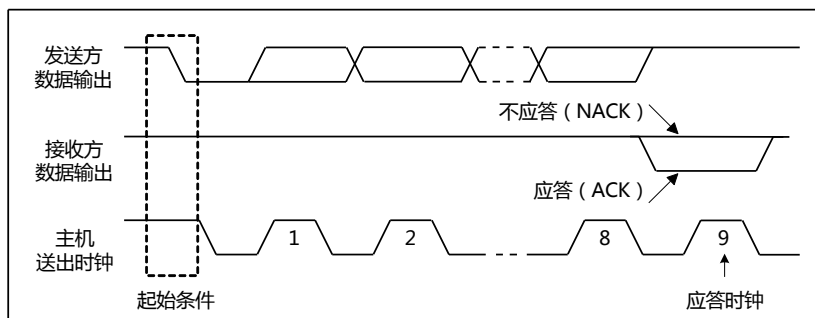 发送方
数据输出
不应答（NACK）
接收方
数据输出
应答（ACK）
主机
送出时钟
1
2
8
9
起始条件
应答时钟